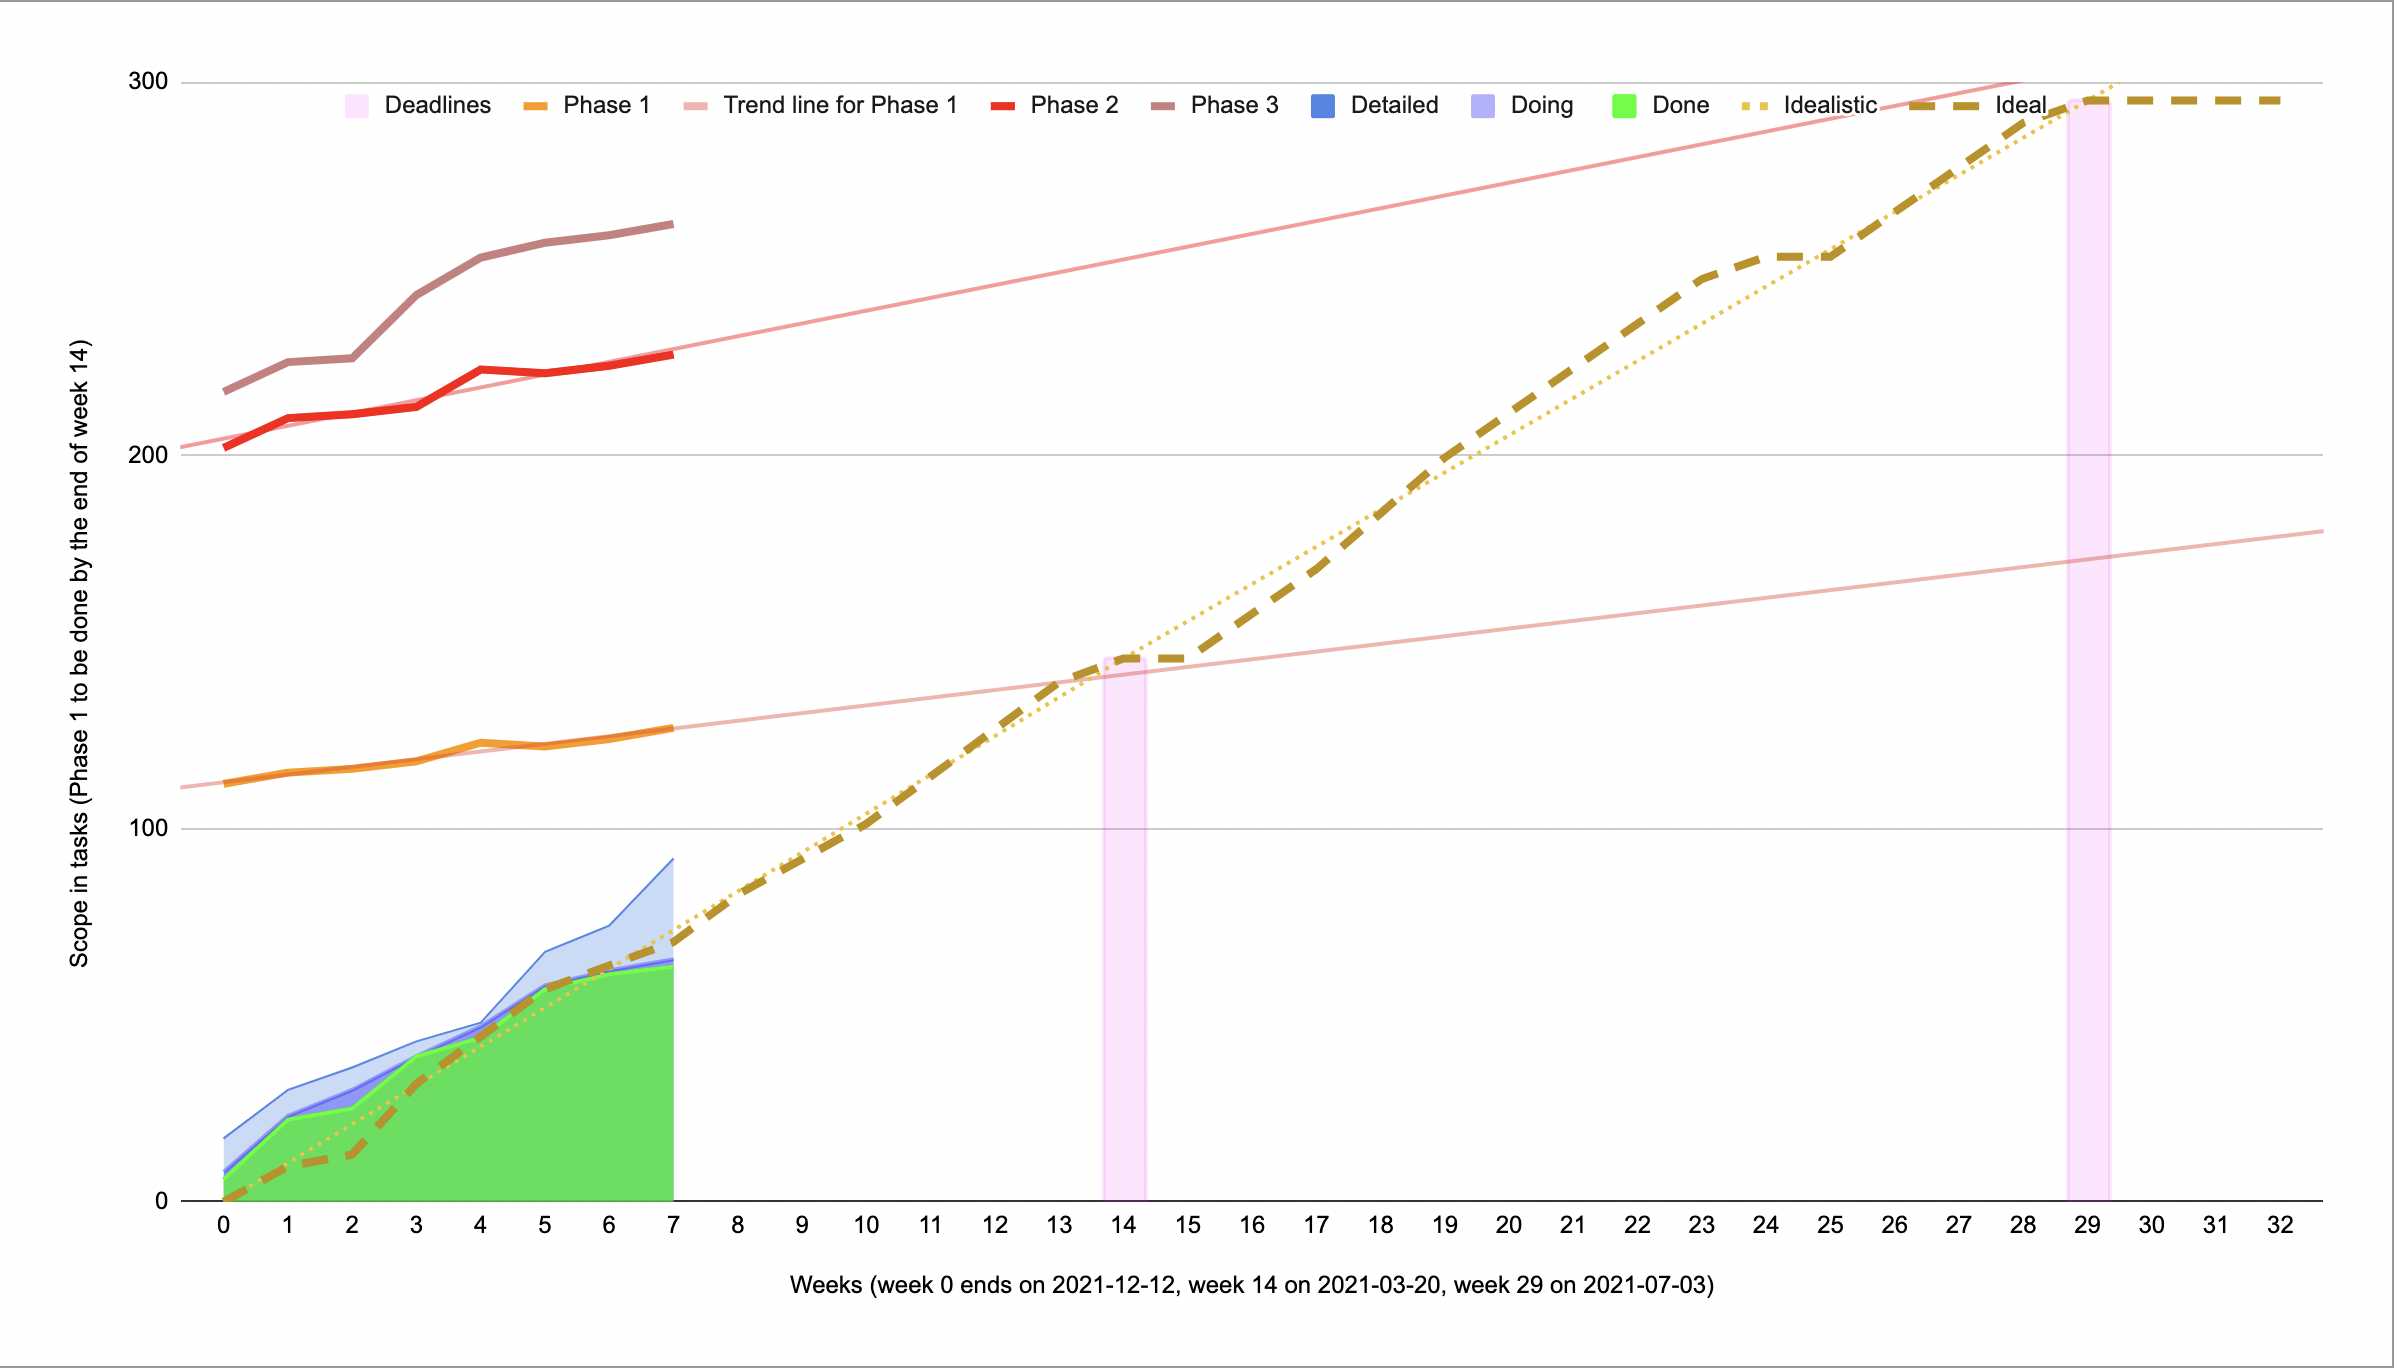 300
Deadlines Phase 1 Trend line for Phase 1 Phase 2 Phase 3 Detailed Doing Done Idealistic Ideal
200
100
0
Scope in tasks (Phase 1 to be done by the end of week 14)
0 1 2 3 4 5 6 7 8 9 10 11 12 13 14 15 16 17 18 19 20 21 22 23 24 25 26 27 28 29 30 31 32
Weeks (week 0 ends on 2021-12-12, week 14 on 2021-03-20, week 29 on 2021-07-03)